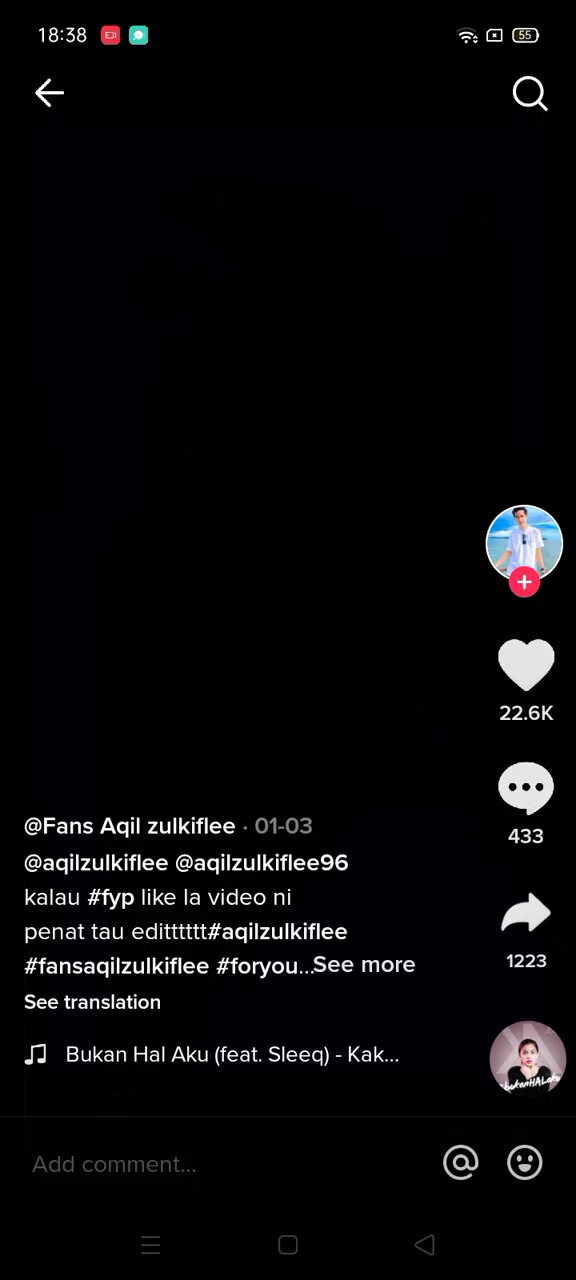 18:38
55
22.6K
433
1223
@Fans Aqil zulkiflee · 01-03
@aqilzulkiflee @aqilzulkiflee96
kalau #fyp like la video ni
penat tau editttttt#aqilzulkiflee
#fansaqilzulkiflee #foryou...See more
See translation
Bukan Hal Aku (feat. Sleeq) - Kak...
#bukanHALaku
Add comment...